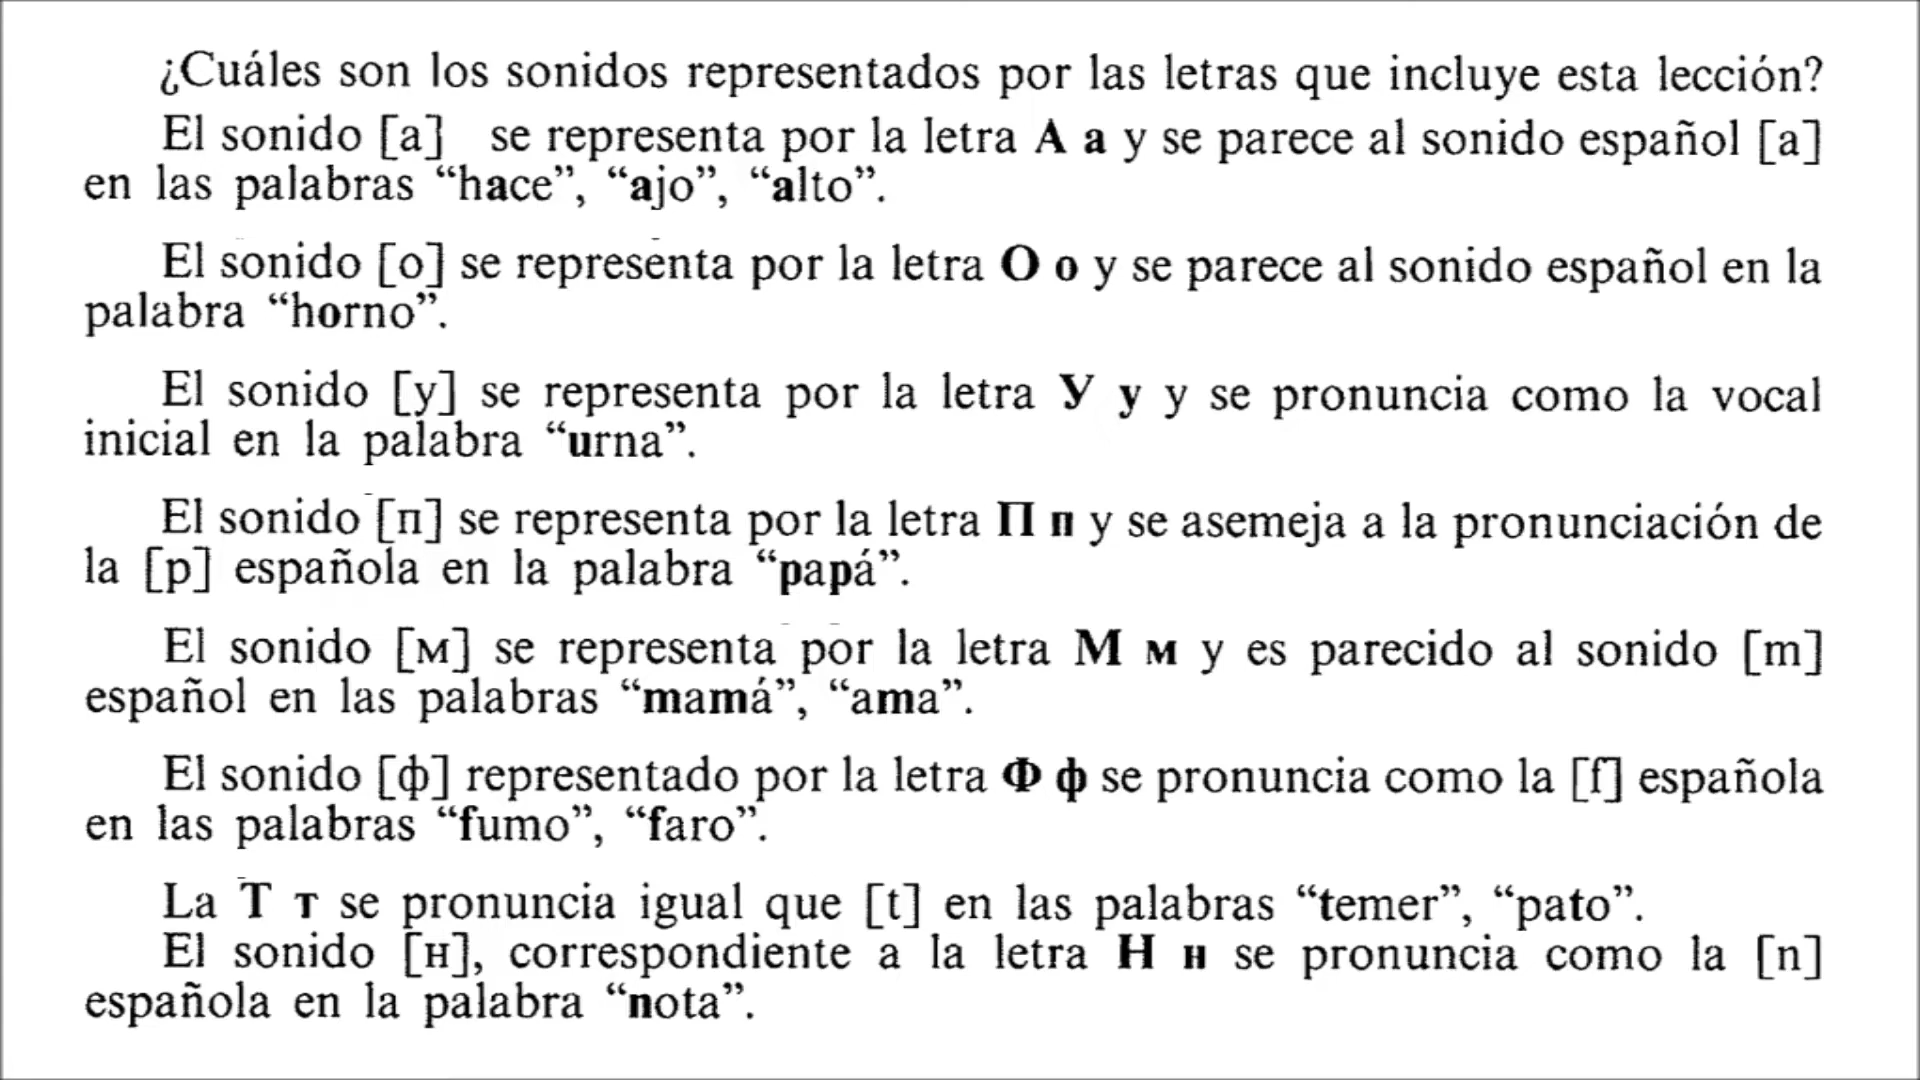 ¿Cuáles son los sonidos representados por las letras que incluye esta lección?
El sonido [а] se representa por la letra А а y se parece al sonido español [a]
en las palabras “hace”, “ajo”, “alto”.
El sonido [о] se representa por la letra О о y se parece al sonido español en la
palabra “horno”.
El sonido [у] se representa por la letra У у y se pronuncia como la vocal
inicial en la palabra “urna”.
El sonido [п] se representa por la letra П п y se asemeja a la pronunciación de
la [p] española en la palabra “papá”.
El sonido [м] se representa por la letra М м y es parecido al sonido [m]
español en las palabras “mamá”, “ama”.
El sonido [ф] representado por la letra Ф ф se pronuncia como la [f] española
en las palabras “fumo”, “faro”.
La Т т se pronuncia igual que [t] en las palabras “temer”, “pato”.
El sonido [н], correspondiente a la letra Н н se pronuncia como la [n]
española en la palabra “nota”.